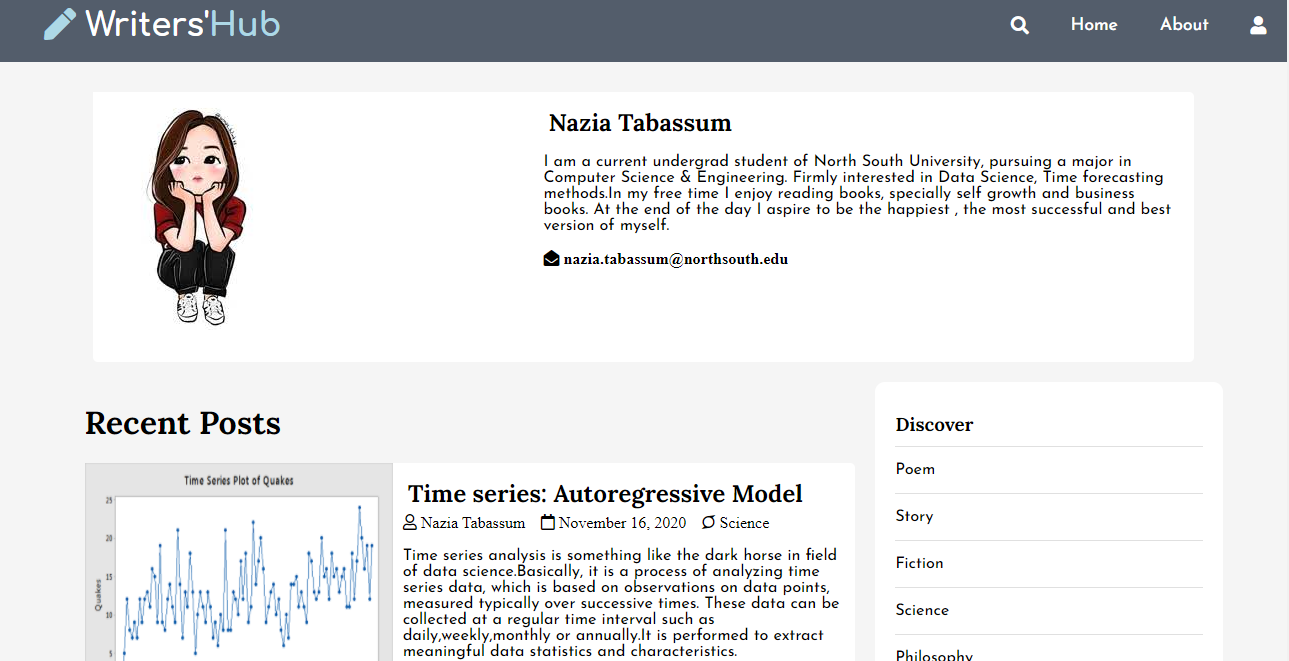 Writers'Hub
Home
About
Nazia Tabassum
I am a current undergrad student of North South University, pursuing a major in
Computer Science & Engineering. Firmly interested in Data Science, Time forecasting
methods.In my free time I enjoy reading books, specially self growth and business
books. At the end of the day I aspire to be the happiest , the most successful and best
version of myself.
nazia.tabassum@northsouth.edu
Recent Posts
Time Series Plot of Quakes
25
20
15
10
5
Quakes
Time series: Autoregressive Model
Nazia Tabassum November 16, 2020 Science
Time series analysis is something like the dark horse in field
of data science.Basically, it is a process of analyzing time
series data, which is based on observations on data points,
measured typically over successive times. These data can be
collected at a regular time interval such as
daily,weekly,monthly or annually.It is performed to extract
meaningful data statistics and characteristics.
Discover
Poem
Story
Fiction
Science
Philosophy